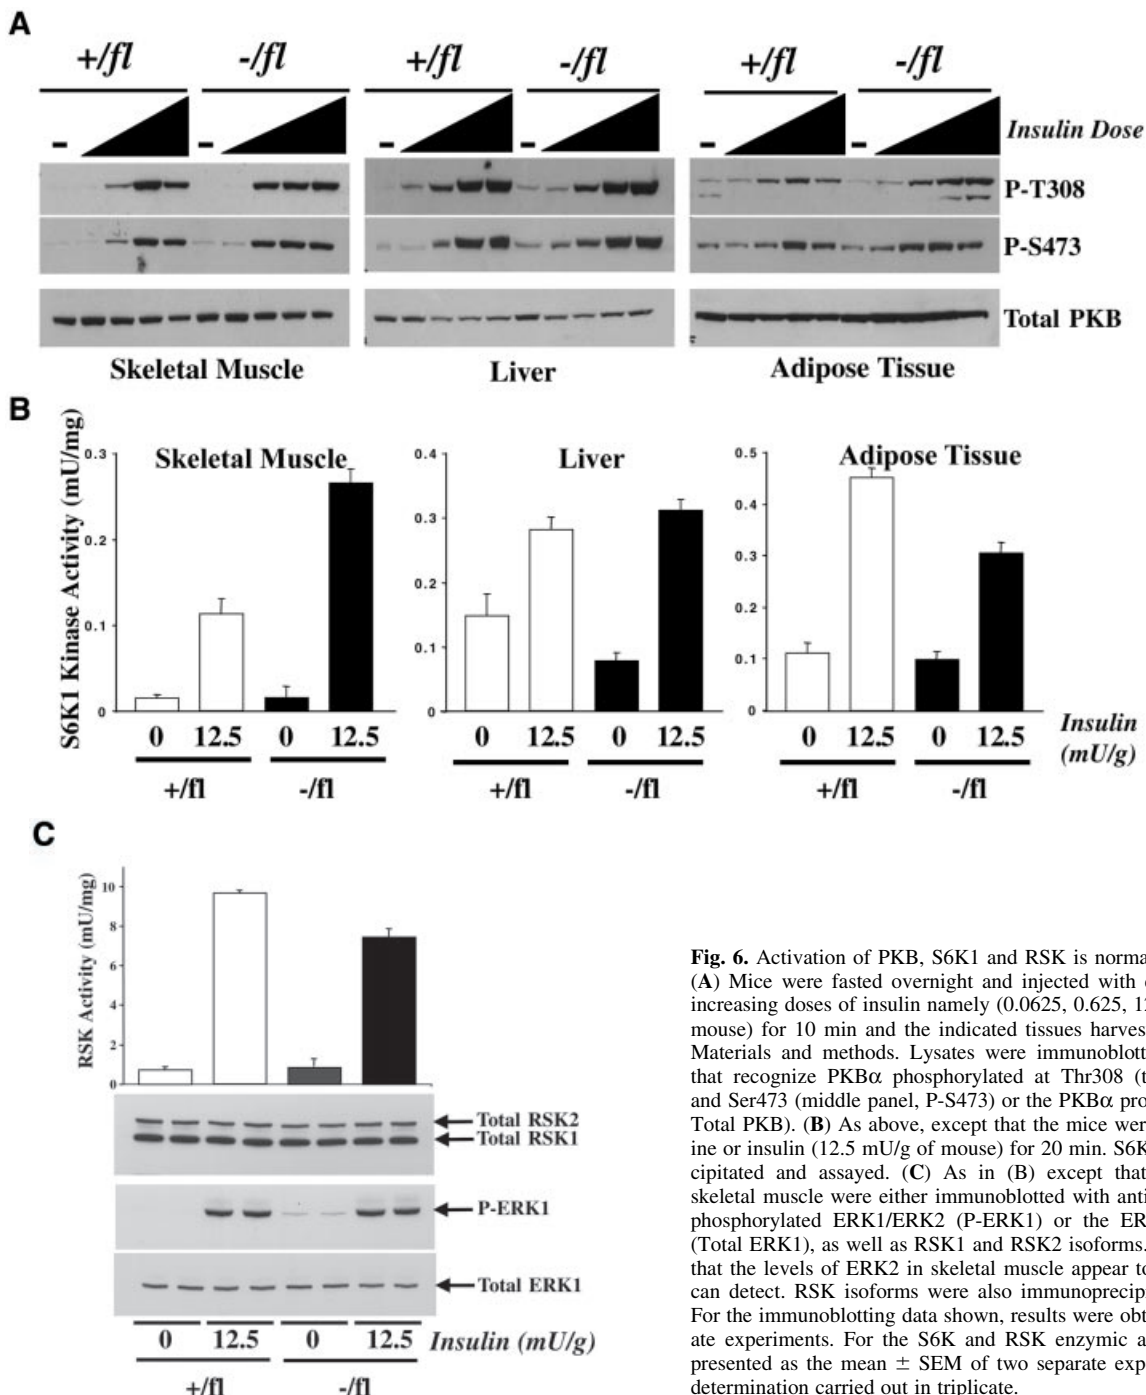 A
+/fl -/fl +/fl -/fl +/fl -/fl
- - - - - - Insulin Dose
P-T308
P-S473
Total PKB
Skeletal Muscle Liver Adipose Tissue
B
S6K1 Kinase Activity (mU/mg)
Skeletal Muscle
0.3
0.2
0.1
0
0 12.5 0 12.5
+/fl -/fl
Liver
0.4
0.3
0.2
0.1
0
0 12.5 0 12.5
+/fl -/fl
Adipose Tissue
0.5
0.4
0.3
0.2
0.1
0
0 12.5 0 12.5
+/fl -/fl
Insulin
(mU/g)
C
RSK Activity (mU/mg)
10
8
6
4
2
0
Total RSK2
Total RSK1
P-ERK1
Total ERK1
0 12.5 0 12.5 Insulin (mU/g)
+/fl -/fl
Fig. 6. Activation of PKB, S6K1 and RSK is norma
(A) Mice were fasted overnight and injected with
increasing doses of insulin namely (0.0625, 0.625, 1
mouse) for 10 min and the indicated tissues harves
Materials and methods. Lysates were immunoblott
that recognize PKBα phosphorylated at Thr308 (t
and Ser473 (middle panel, P-S473) or the PKBα pro
Total PKB). (B) As above, except that the mice wer
ine or insulin (12.5 mU/g of mouse) for 20 min. S6K
cipitated and assayed. (C) As in (B) except that
skeletal muscle were either immunoblotted with anti
phosphorylated ERK1/ERK2 (P-ERK1) or the ER
(Total ERK1), as well as RSK1 and RSK2 isoforms.
that the levels of ERK2 in skeletal muscle appear to
can detect. RSK isoforms were also immunoprecip
For the immunoblotting data shown, results were obt
ate experiments. For the S6K and RSK enzymic a
presented as the mean ± SEM of two separate exp
determination carried out in triplicate.